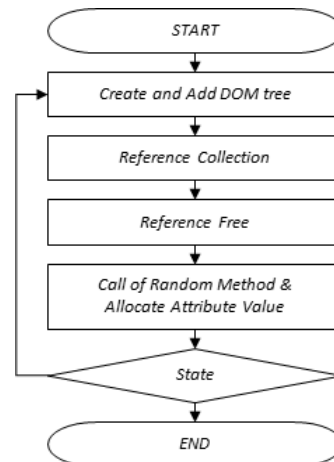 START
Create and Add DOM tree
Reference Collection
Reference Free
Call of Random Method &
Allocate Attribute Value
State
END